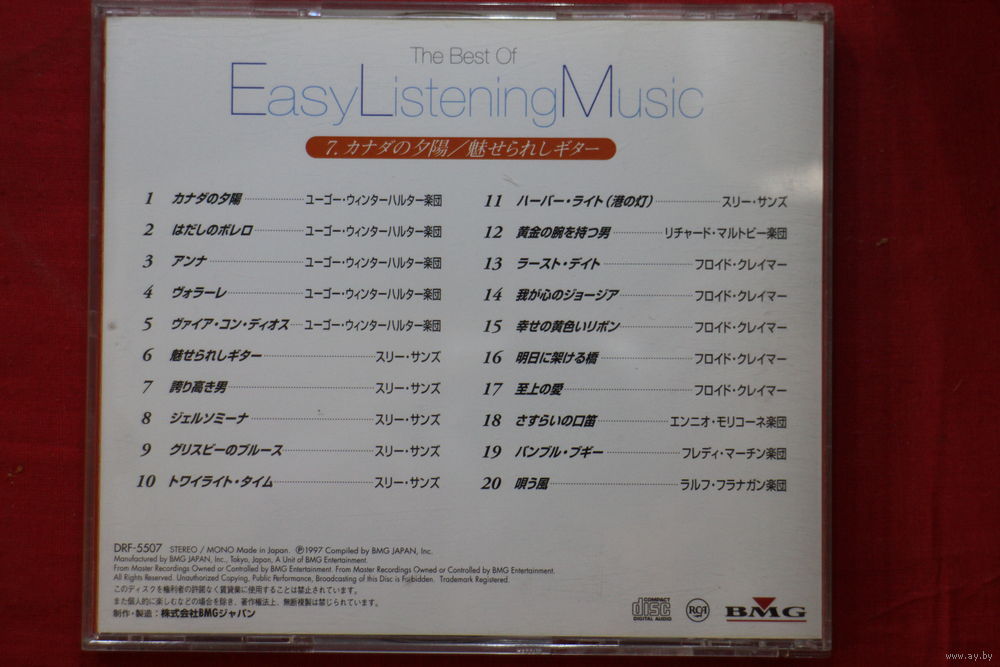 The Best Of
EasyListeningMusic
7. カナダの夕陽／魅せられしギター
1 カナダの夕陽 ユーゴー・ウィンターハルター楽団
2 はだしのボレロ ユーゴー・ウィンターハルター楽団
3 アンナ ユーゴー・ウィンターハルター楽団
4 ヴォラーレ ユーゴー・ウィンターハルター楽団
5 ヴァイア・コン・ディオス ユーゴー・ウィンターハルター楽団
6 魅せられしギター スリー・サンズ
7 誇り高き男 スリー・サンズ
8 ジェルソミーナ スリー・サンズ
9 グリスビーのブルース スリー・サンズ
10 トワイライト・タイム スリー・サンズ
11 ハーバー・ライト（港の灯） スリー・サンズ
12 黄金の腕を持つ男 リチャード・マルトビー楽団
13 ラースト・デイト フロイド・クレイマー
14 我が心のジョージア フロイド・クレイマー
15 幸せの黄色いリボン フロイド・クレイマー
16 明日に架ける橋 フロイド・クレイマー
17 至上の愛 フロイド・クレイマー
18 さすらいの口笛 エンニオ・モリコーネ楽団
19 バンブル・ブギー フレディ・マーチン楽団
20 唄う風 ラルフ・フラナガン楽団
DRF-5507 STEREO / MONO Made in Japan. Ⓟ1997 Compiled by BMG JAPAN, Inc.
Manufactured by BMG JAPAN, Inc., Tokyo, Japan, A Unit of BMG Entertainment.
From Master Recordings Owned or Controlled by BMG Entertainment. From Master Recordings Owned or Controlled by BMG Entertainment.
All Rights Reserved. Unauthorized Copying, Public Performance, Broadcasting of this Disc is Forbidden. Trademark Registered.
このディスクを権利者の許諾なく賃貸業に使用することは禁止されています。
また個人的に楽しむなどの場合を除き、著作権法上、無断複製は禁じられています。
制作・製造：株式会社BMGジャパン
COMPACT disc DIGITAL AUDIO
RCA
BMG
www.ay.by